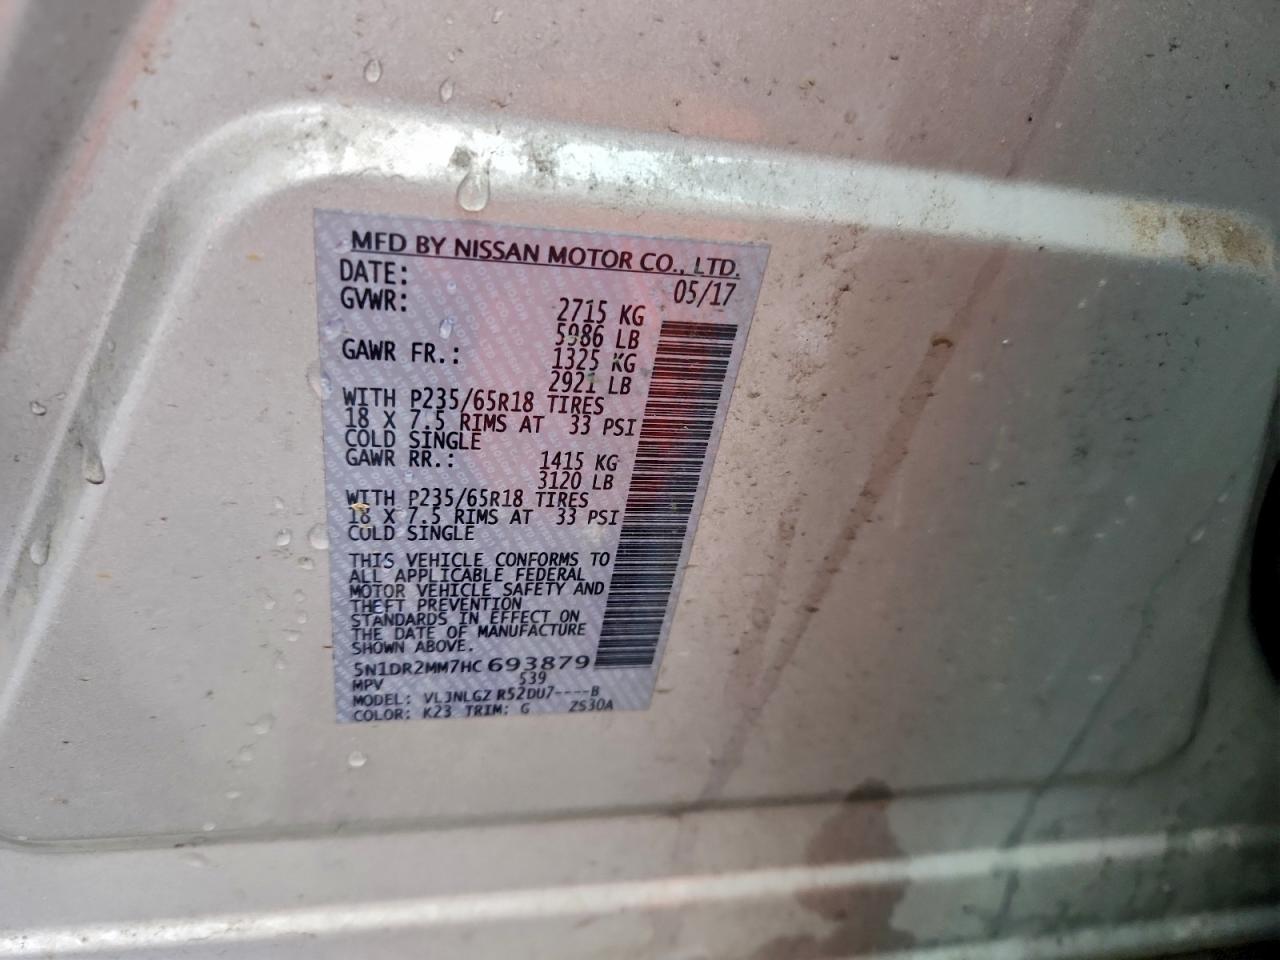 MFD BY NISSAN MOTOR CO., LTD.
DATE: 05/17
GVWR: 2715 KG
5986 LB
GAWR FR.: 1325 KG
2921 LB
WITH P235/65R18 TIRES
18 X 7.5 RIMS AT 33 PSI
COLD SINGLE
GAWR RR.: 1415 KG
3120 LB
WITH P235/65R18 TIRES
18 X 7.5 RIMS AT 33 PSI
COLD SINGLE
THIS VEHICLE CONFORMS TO
ALL APPLICABLE FEDERAL
MOTOR VEHICLE SAFETY AND
THEFT PREVENTION
STANDARDS IN EFFECT ON
THE DATE OF MANUFACTURE
SHOWN ABOVE.
5N1DR2MM7HC693879
MPV 539
MODEL: VLJNLGZ R52DU7----B
COLOR: K23 TRIM: G ZS30A